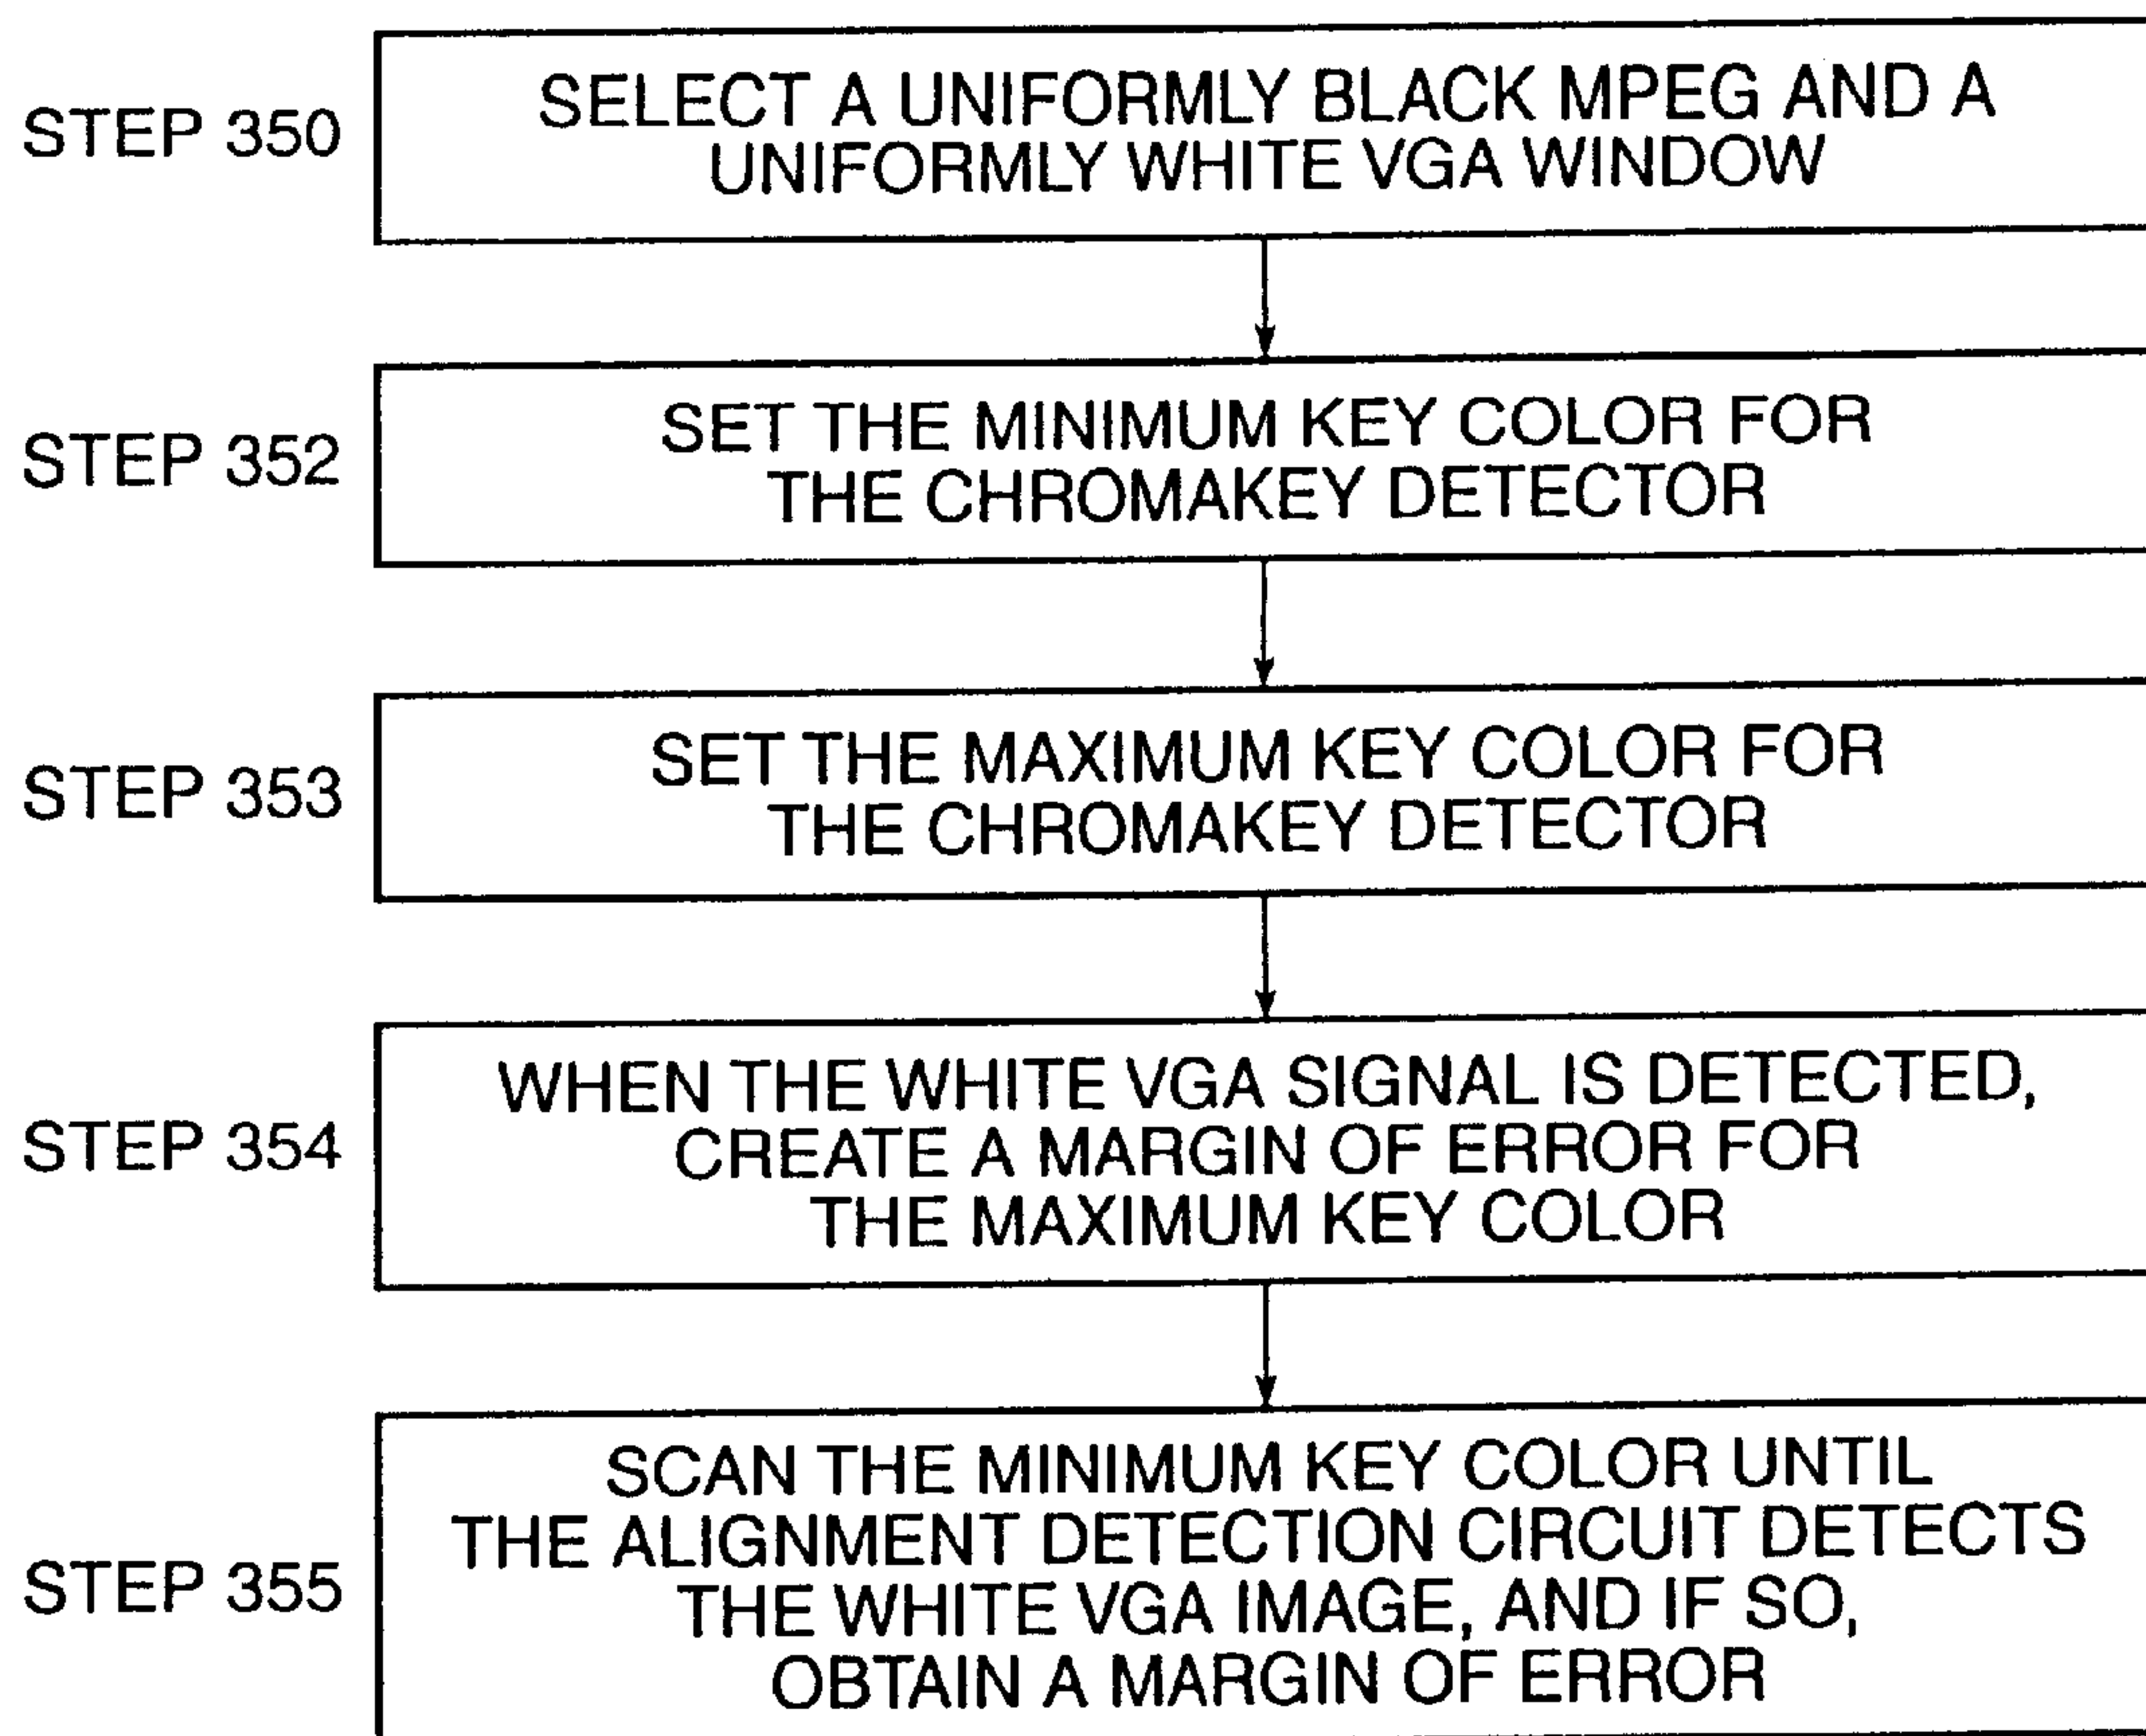 STEP 350
SELECT A UNIFORMLY BLACK MPEG AND A
UNIFORMLY WHITE VGA WINDOW
STEP 352
SET THE MINIMUM KEY COLOR FOR
THE CHROMAKEY DETECTOR
STEP 353
SET THE MAXIMUM KEY COLOR FOR
THE CHROMAKEY DETECTOR
STEP 354
WHEN THE WHITE VGA SIGNAL IS DETECTED,
CREATE A MARGIN OF ERROR FOR
THE MAXIMUM KEY COLOR
STEP 355
SCAN THE MINIMUM KEY COLOR UNTIL
THE ALIGNMENT DETECTION CIRCUIT DETECTS
THE WHITE VGA IMAGE, AND IF SO,
OBTAIN A MARGIN OF ERROR